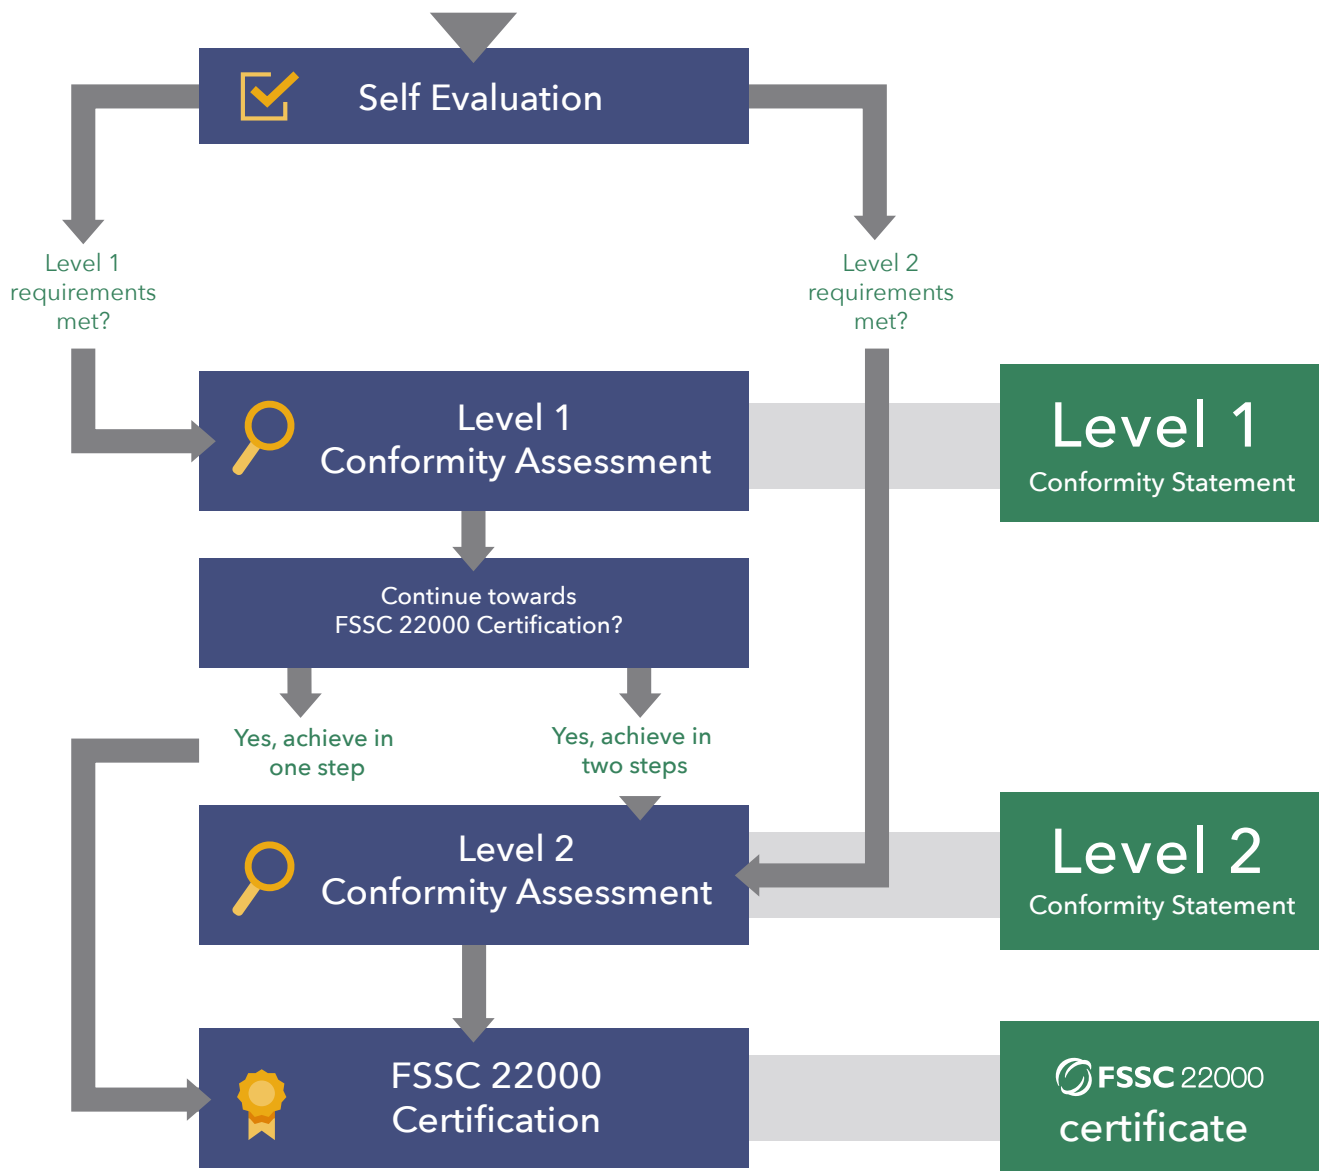 Self Evaluation
Level 1
requirements
met?
Level 2
requirements
met?
Level 1
Conformity Assessment
Level 1
Conformity Statement
Continue towards
FSSC 22000 Certification?
Yes, achieve in
one step
Yes, achieve in
two steps
Level 2
Conformity Assessment
Level 2
Conformity Statement
FSSC 22000
Certification
FSSC 22000
certificate